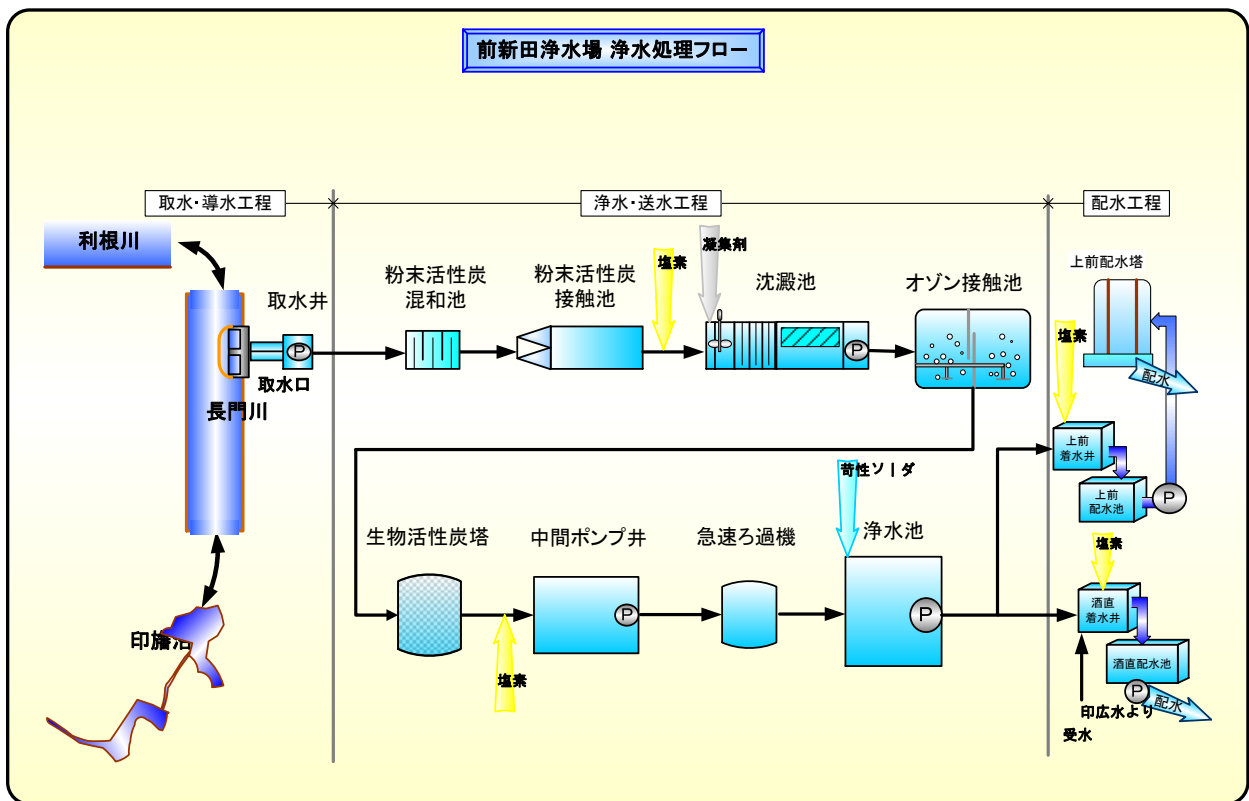 前新田浄水場 浄水処理フロー
取水・導水工程
浄水・送水工程
配水工程
利根川
取水井
P
取水口
長門川
印旛沼
粉末活性炭
混和池
粉末活性炭
接触池
塩素
凝集剤
沈澱池
P
オゾン接触池
生物活性炭塔
塩素
中間ポンプ井
P
急速ろ過機
苛性ソーダ
浄水池
P
上前配水塔
配水
塩素
上前
着水井
上前
配水池
P
塩素
酒直
着水井
酒直配水池
P
配水
印広水より
受水